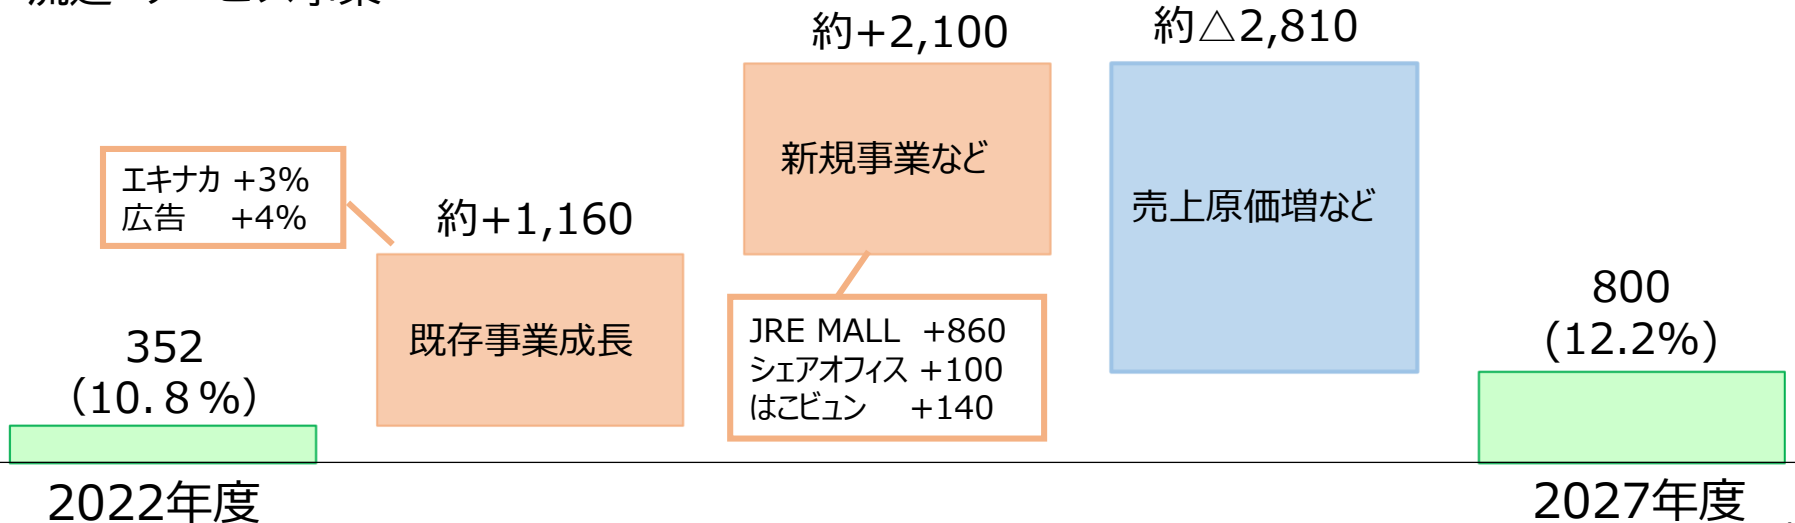 約+2,100
約△2,810
新規事業など
エキナカ +3%
広告 +4%
約+1,160
売上原価増など
既存事業成長
JRE MALL +860
シェアオフィス +100
はこビュン +140
352
(10.８%)
800
(12.2%)
2022年度
2027年度